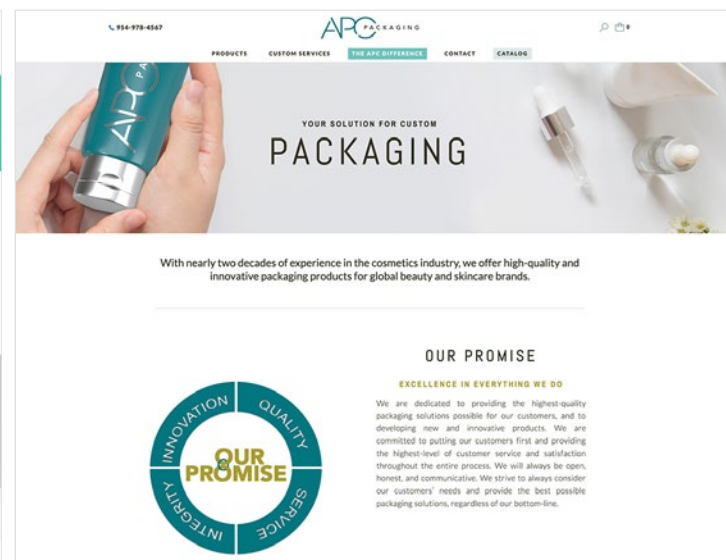 954-978-4567
APC PACKAGING
0
PRODUCTS CUSTOM SERVICES THE APC DIFFERENCE CONTACT CATALOG
APC PA
YOUR SOLUTION FOR CUSTOM
PACKAGING
With nearly two decades of experience in the cosmetics industry, we offer high-quality and
innovative packaging products for global beauty and skincare brands.
OUR PROMISE
EXCELLENCE IN EVERYTHING WE DO
We are dedicated to providing the highest-quality
packaging solutions possible for our customers, and to
developing new and innovative products. We are
committed to putting our customers first and providing
the highest-level of customer service and satisfaction
throughout the entire process. We will always be open,
honest, and communicative. We strive to always consider
our customers' needs and provide the best possible
packaging solutions, regardless of our bottom-line.
INNOVATION
QUALITY
OUR
PROMISE
INTEGRITY
SERVICE